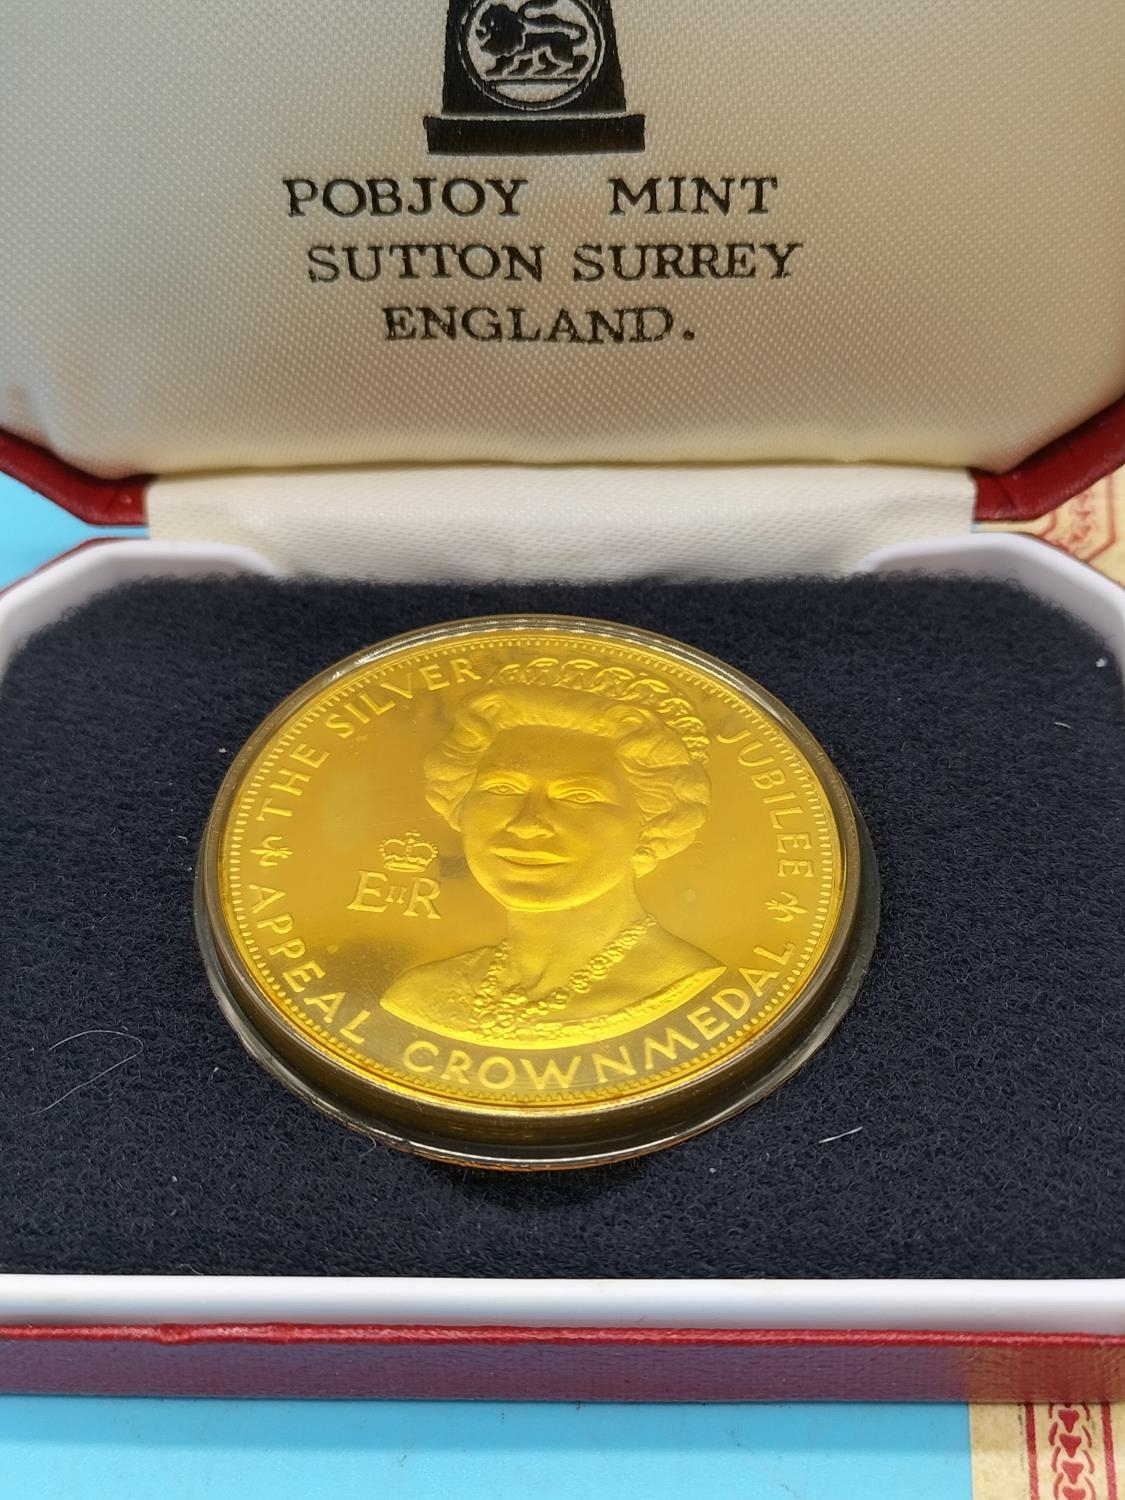 POBJOY MINT
SUTTON SURREY
ENGLAND.
THE SILVER JUBILEE
EIIR
APPEAL CROWNMEDAL